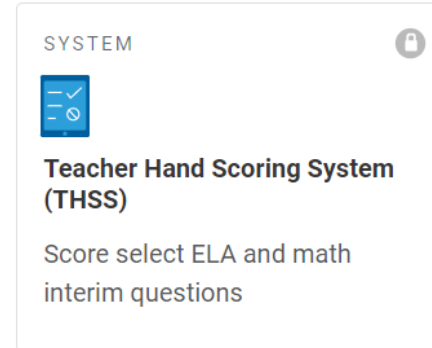 SYSTEM
Teacher Hand Scoring System
(THSS)
Score select ELA and math
interim questions